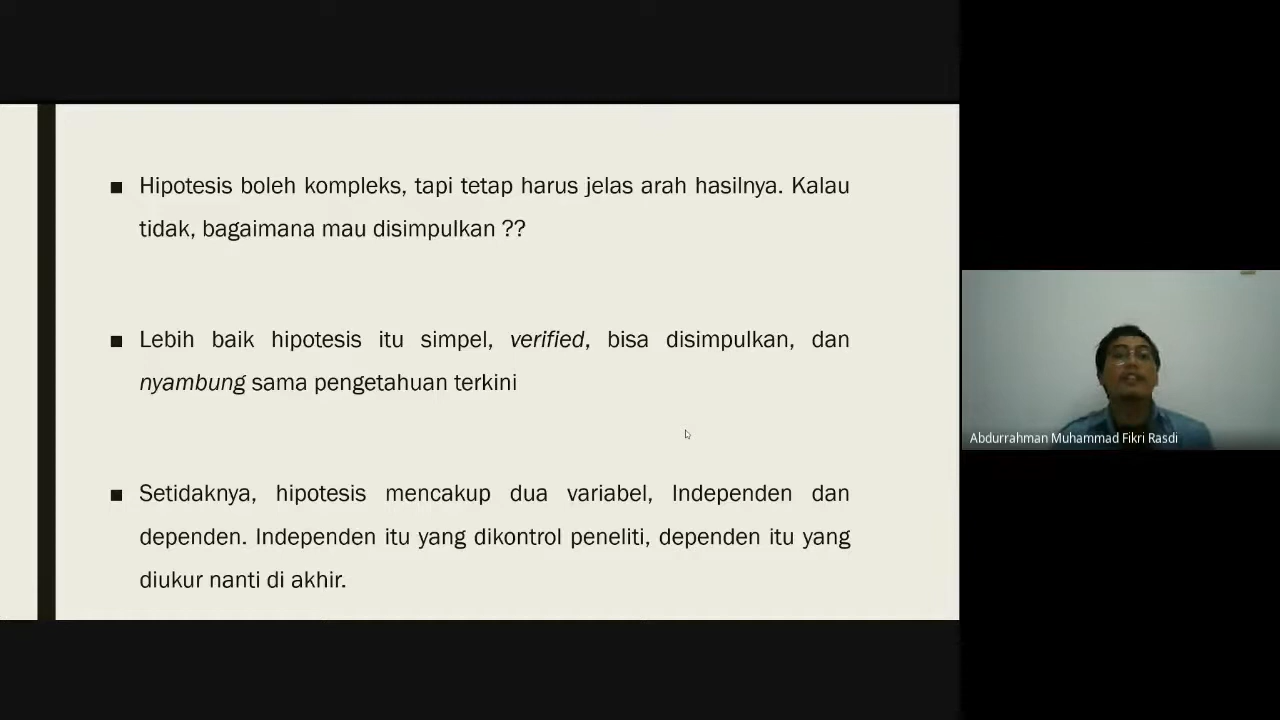 ■ Hipotesis boleh kompleks, tapi tetap harus jelas arah hasilnya. Kalau
tidak, bagaimana mau disimpulkan ??
■ Lebih baik hipotesis itu simpel, verified, bisa disimpulkan, dan
nyambung sama pengetahuan terkini
■ Setidaknya, hipotesis mencakup dua variabel, Independen dan
dependen. Independen itu yang dikontrol peneliti, dependen itu yang
diukur nanti di akhir.
Abdurrahman Muhammad Fikri Rasdi